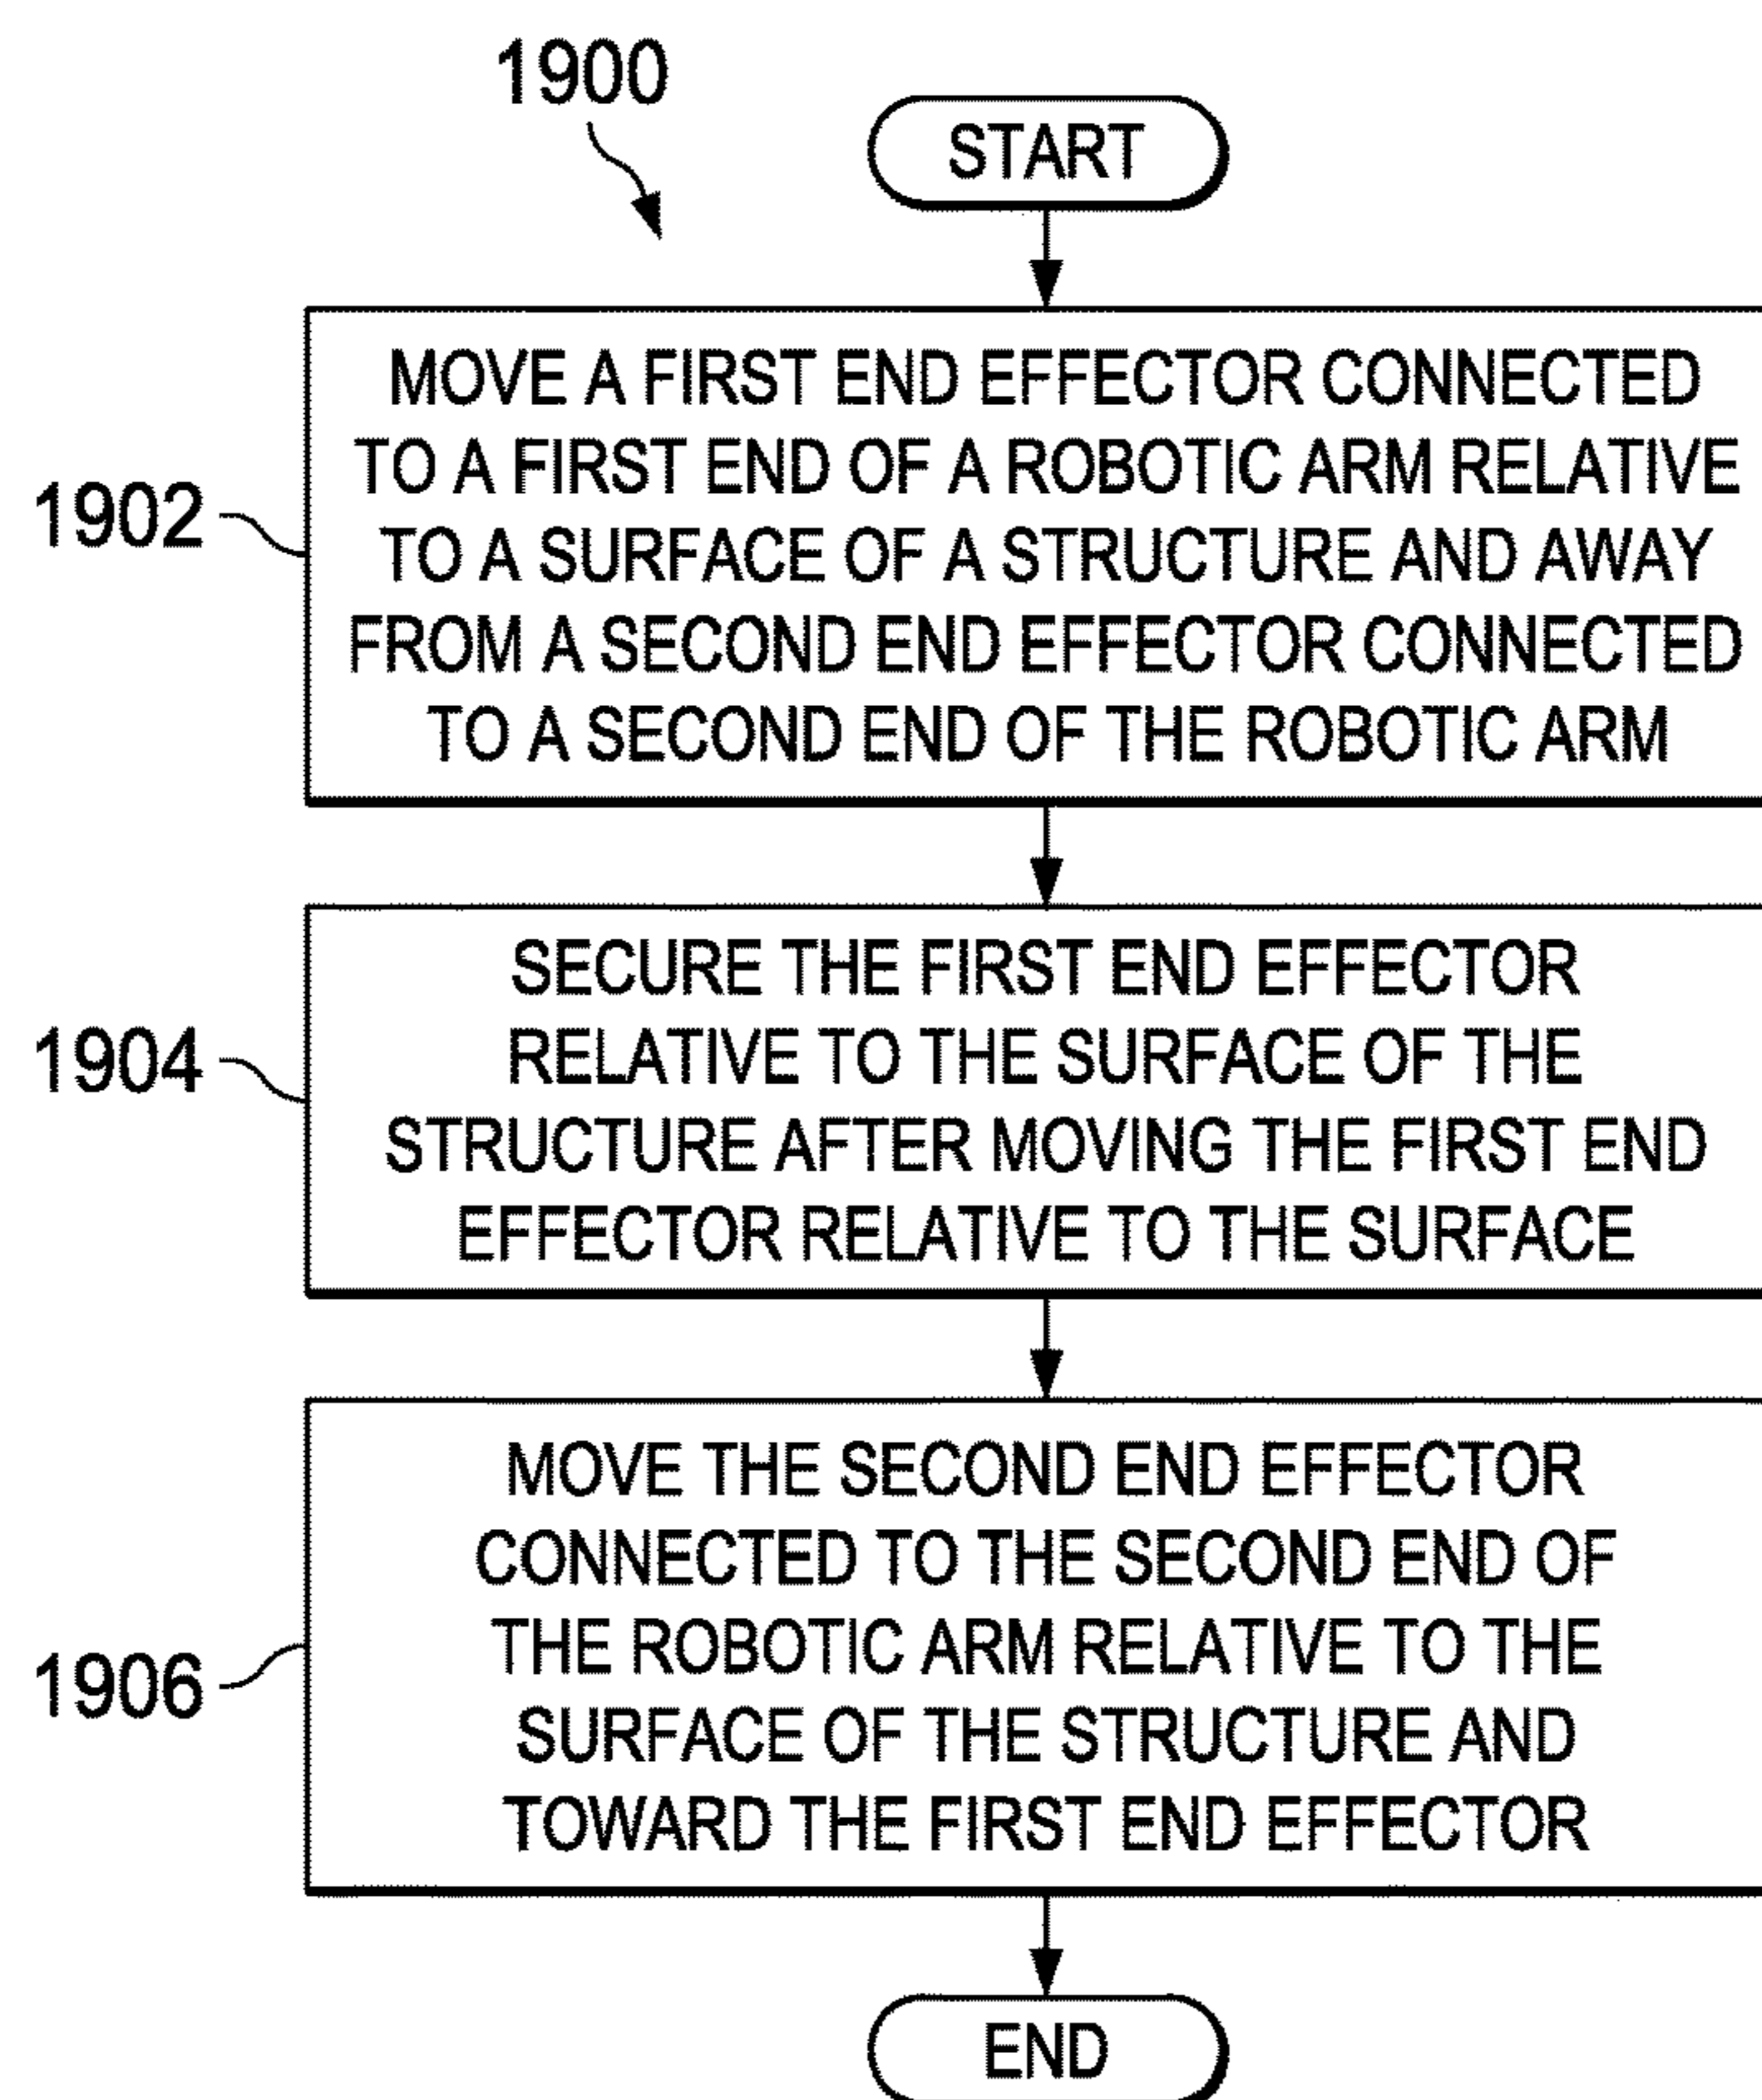 1900
START
1902
MOVE A FIRST END EFFECTOR CONNECTED
TO A FIRST END OF A ROBOTIC ARM RELATIVE
TO A SURFACE OF A STRUCTURE AND AWAY
FROM A SECOND END EFFECTOR CONNECTED
TO A SECOND END OF THE ROBOTIC ARM
1904
SECURE THE FIRST END EFFECTOR
RELATIVE TO THE SURFACE OF THE
STRUCTURE AFTER MOVING THE FIRST END
EFFECTOR RELATIVE TO THE SURFACE
1906
MOVE THE SECOND END EFFECTOR
CONNECTED TO THE SECOND END OF
THE ROBOTIC ARM RELATIVE TO THE
SURFACE OF THE STRUCTURE AND
TOWARD THE FIRST END EFFECTOR
END